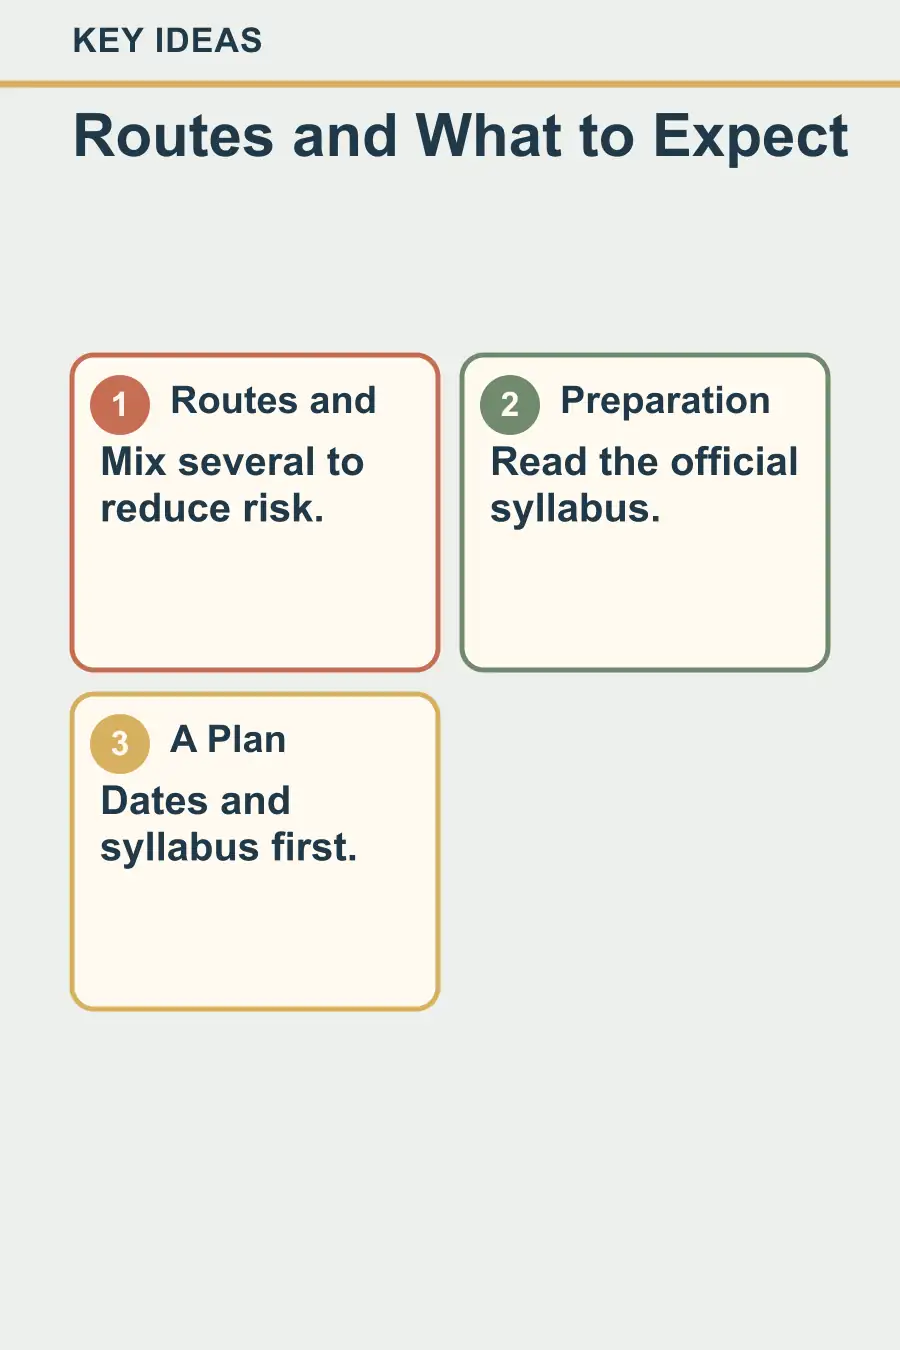 KEY IDEAS
Routes and What to Expect
1 Routes and
Mix several to
reduce risk.
2 Preparation
Read the official
syllabus.
3 A Plan
Dates and
syllabus first.